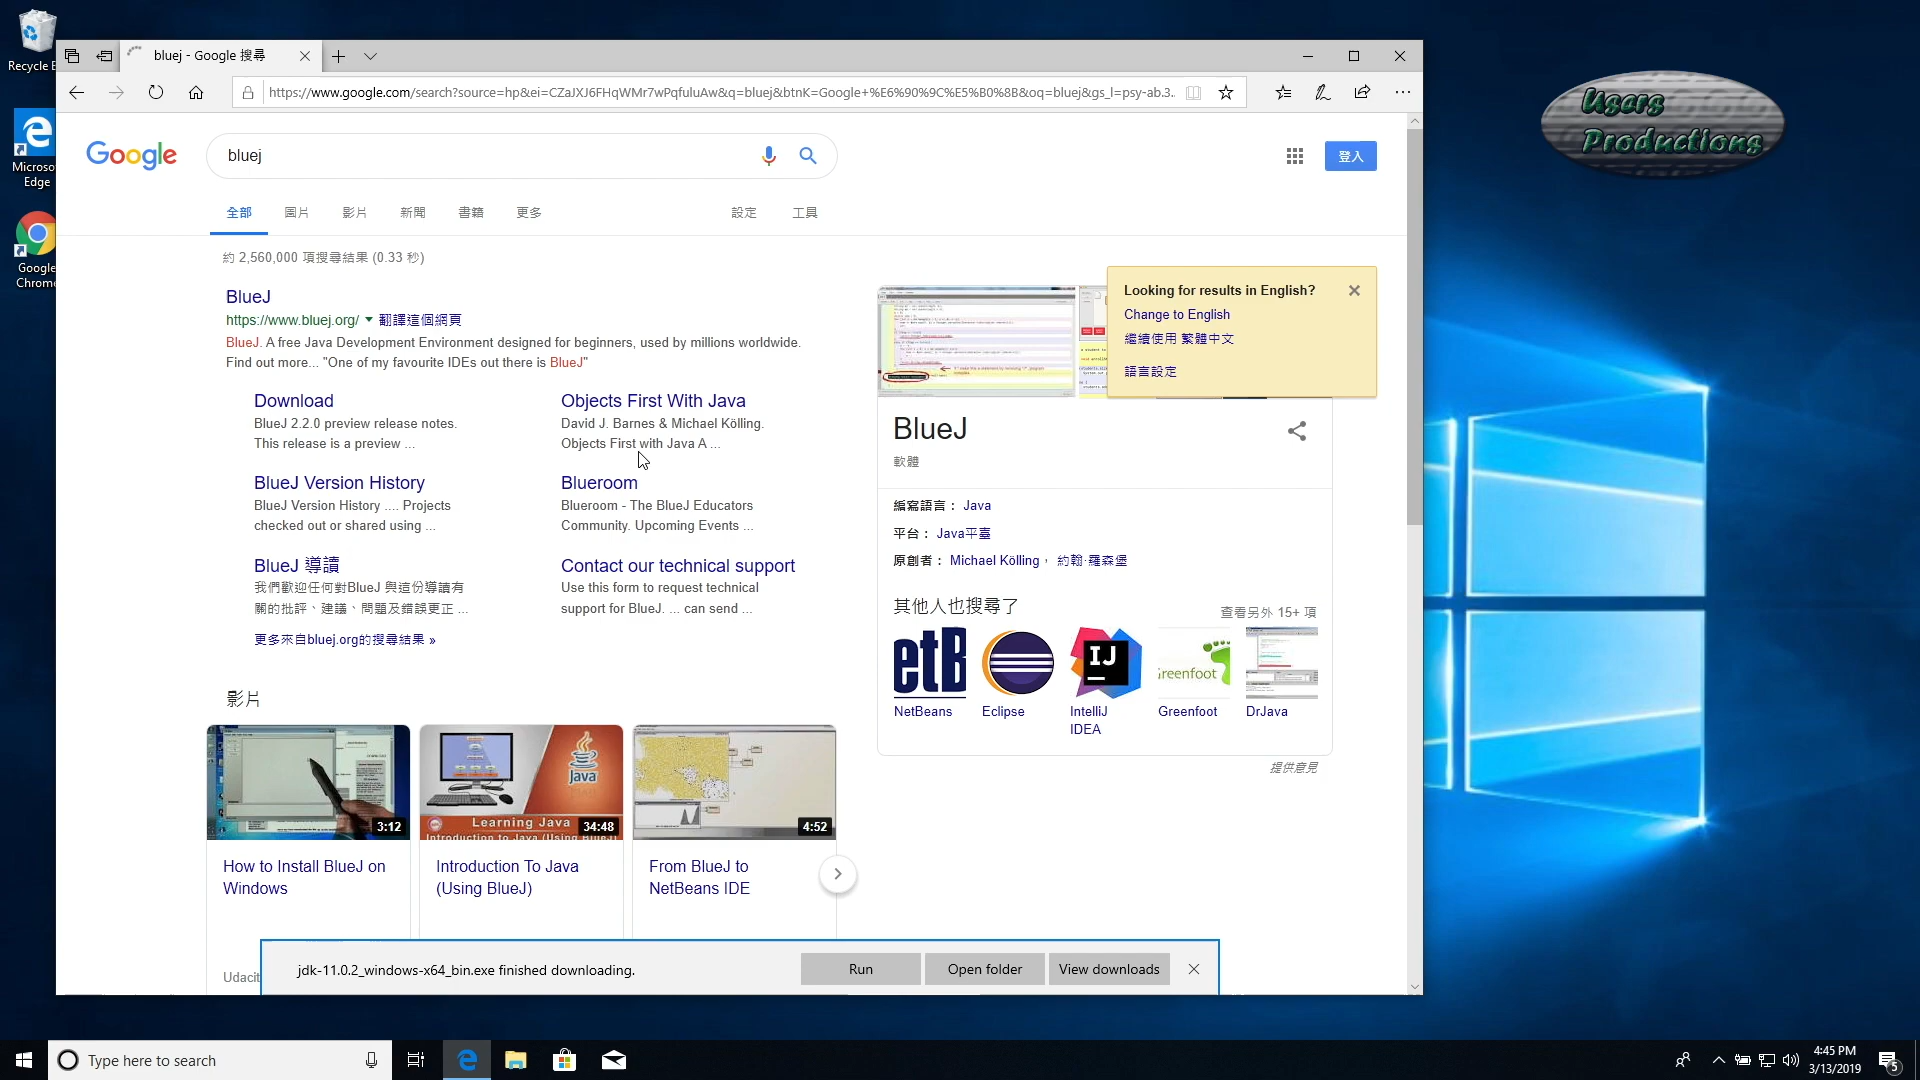 Recycle B
Microso
Edge
Google
Chrome
Users
Productions
bluej - Google 搜尋
https://www.google.com/search?source=hp&ei=CZaJXJ6FHqWMr7wPqfuluAw&q=bluej&btnK=Google+%E6%90%9C%E5%B0%8B&oq=bluej&gs_l=psy-ab.3..
Google
bluej
登入
全部 圖片 影片 新聞 書籍 更多 設定 工具
約 2,560,000 項搜尋結果 (0.33 秒)
BlueJ
https://www.bluej.org/ 翻譯這個網頁
BlueJ. A free Java Development Environment designed for beginners, used by millions worldwide.
Find out more... "One of my favourite IDEs out there is BlueJ"
Download
BlueJ 2.2.0 preview release notes.
This release is a preview ...
Objects First With Java
David J. Barnes & Michael Kölling.
Objects First with Java A ...
BlueJ Version History
BlueJ Version History .... Projects
checked out or shared using ...
Blueroom
Blueroom - The BlueJ Educators
Community. Upcoming Events ...
BlueJ 導讀
我們歡迎任何對BlueJ 與這份導讀有
關的批評、建議、問題及錯誤更正 ...
Contact our technical support
Use this form to request technical
support for BlueJ. ... can send ...
更多來自bluej.org的搜尋結果 »
影片
3:12
Learning Java
34:48
Java
4:52
How to Install BlueJ on
Windows
Introduction To Java
(Using BlueJ)
From BlueJ to
NetBeans IDE
Udacit
Looking for results in English?
Change to English
繼續使用 繁體中文
語言設定
BlueJ
軟體
編寫語言： Java
平台： Java平臺
原創者： Michael Kölling， 約翰·羅森堡
其他人也搜尋了
查看另外 15+ 項
etB
IJ
Greenfoot
NetBeans
Eclipse
IntelliJ
IDEA
Greenfoot
DrJava
提供意見
jdk-11.0.2_windows-x64_bin.exe finished downloading.
Run
Open folder
View downloads
Type here to search
4:45 PM
3/13/2019
5